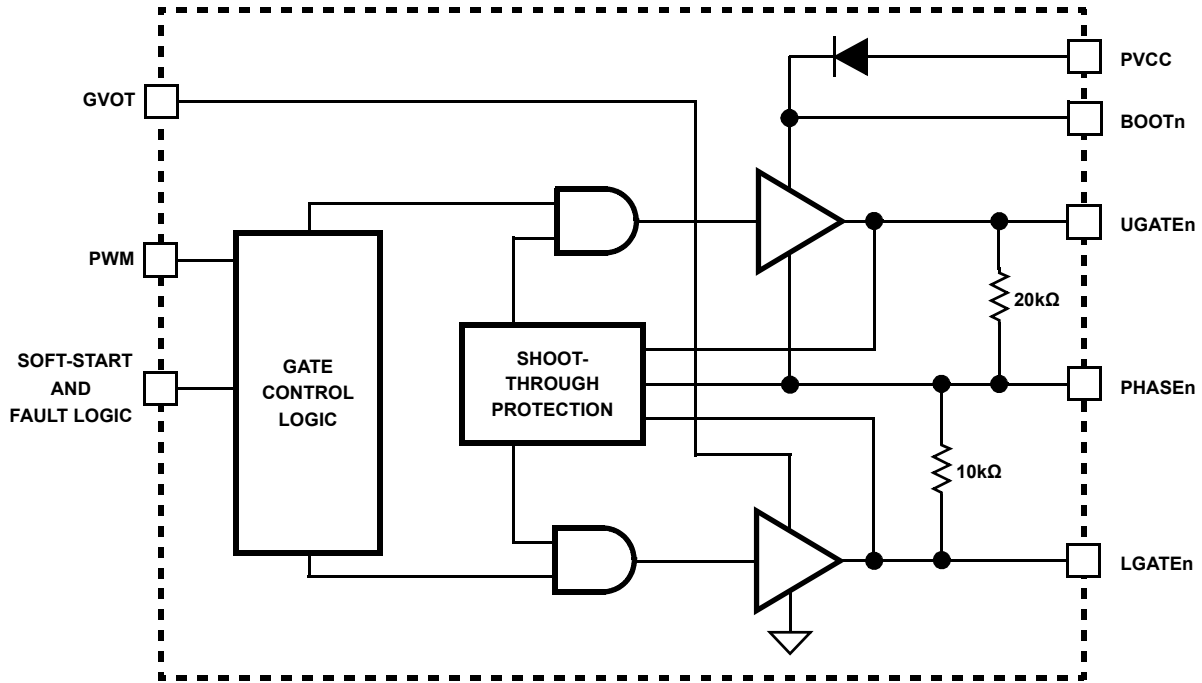 PVCC
GVOT
BOOTn
UGATEn
PWM
20kΩ
SOFT-START
AND
FAULT LOGIC
GATE
CONTROL
LOGIC
SHOOT-
THROUGH
PROTECTION
PHASEn
10kΩ
LGATEn